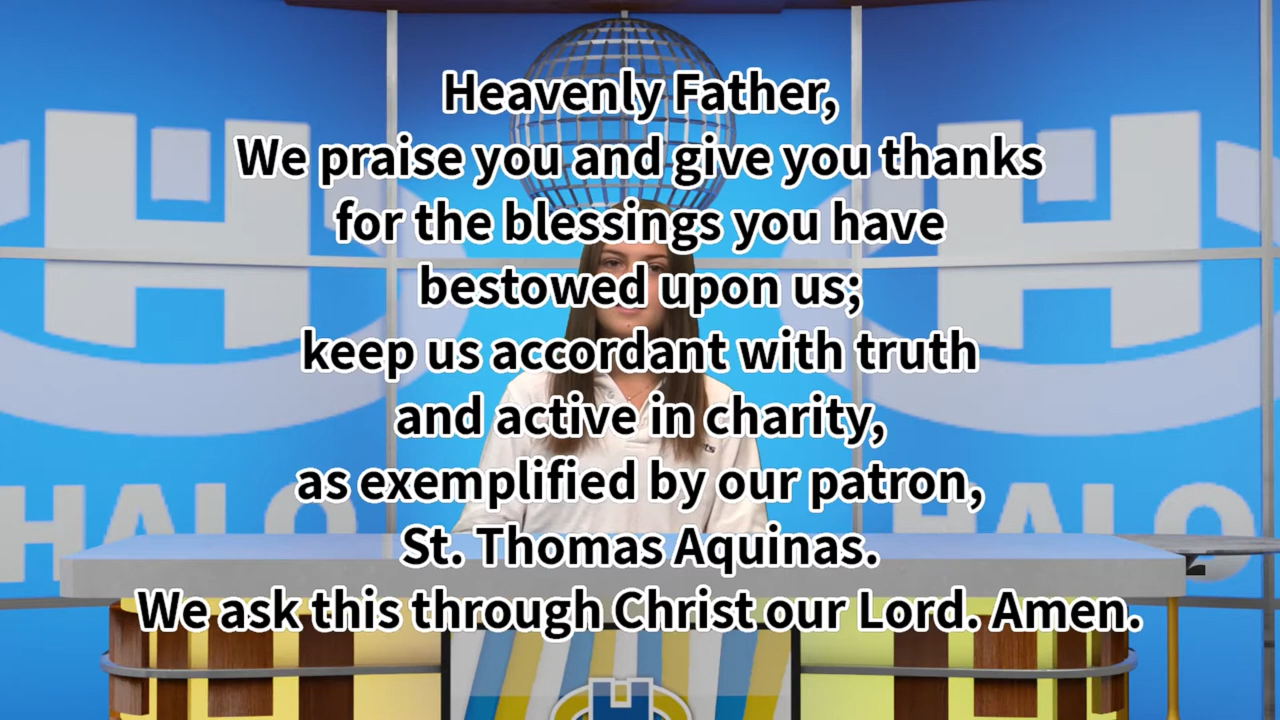 Heavenly Father,
We praise you and give you thanks
for the blessings you have
bestowed upon us;
keep us accordant with truth
and active in charity,
as exemplified by our patron,
St. Thomas Aquinas.
We ask this through Christ our Lord. Amen.
HALO
HALO